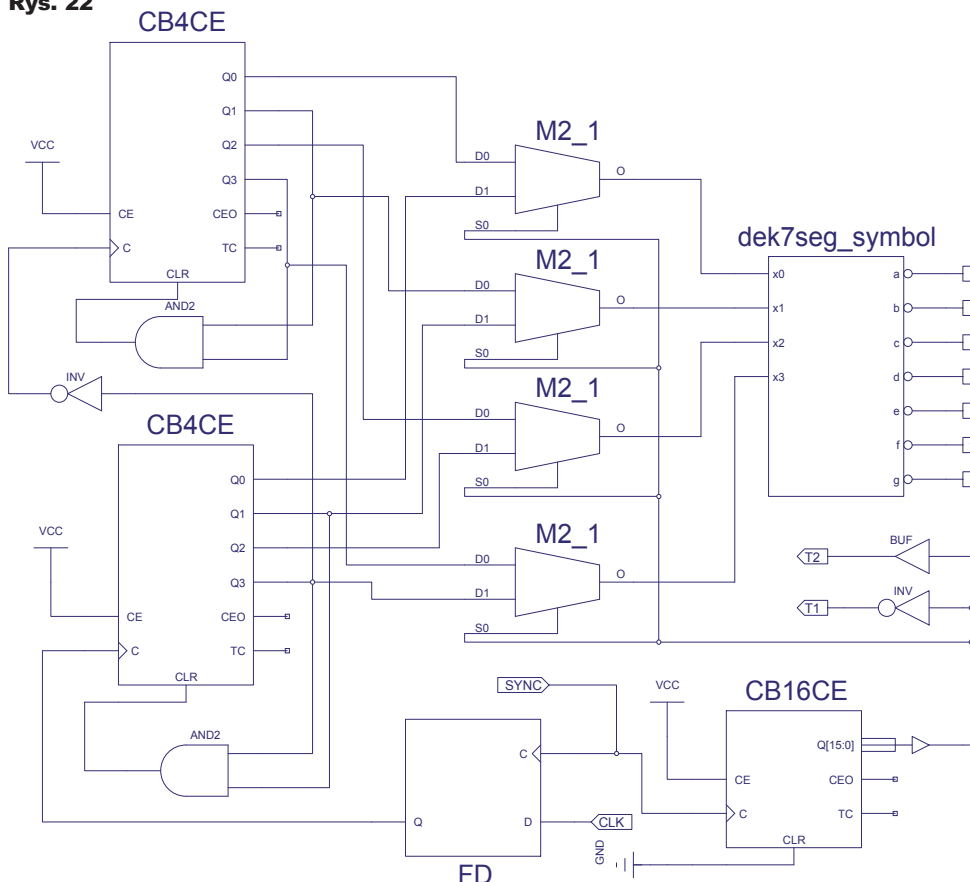 Rys. 22
CB4CE
Q0
Q1
Q2
Q3
VCC
CE
CEO
C
TC
CLR
AND2
INV
CB4CE
Q0
Q1
Q2
Q3
VCC
CE
CEO
C
TC
CLR
AND2
M2_1
D0
D1
S0
O
M2_1
D0
D1
S0
O
M2_1
D0
D1
S0
O
M2_1
D0
D1
S0
O
dek7seg_symbol
x0
x1
x2
x3
a
b
c
d
e
f
g
BUF
T2
INV
T1
SYNC
C
Q
D
CLK
FD
VCC
CB16CE
Q[15:0]
CE
CEO
C
TC
CLR
GND